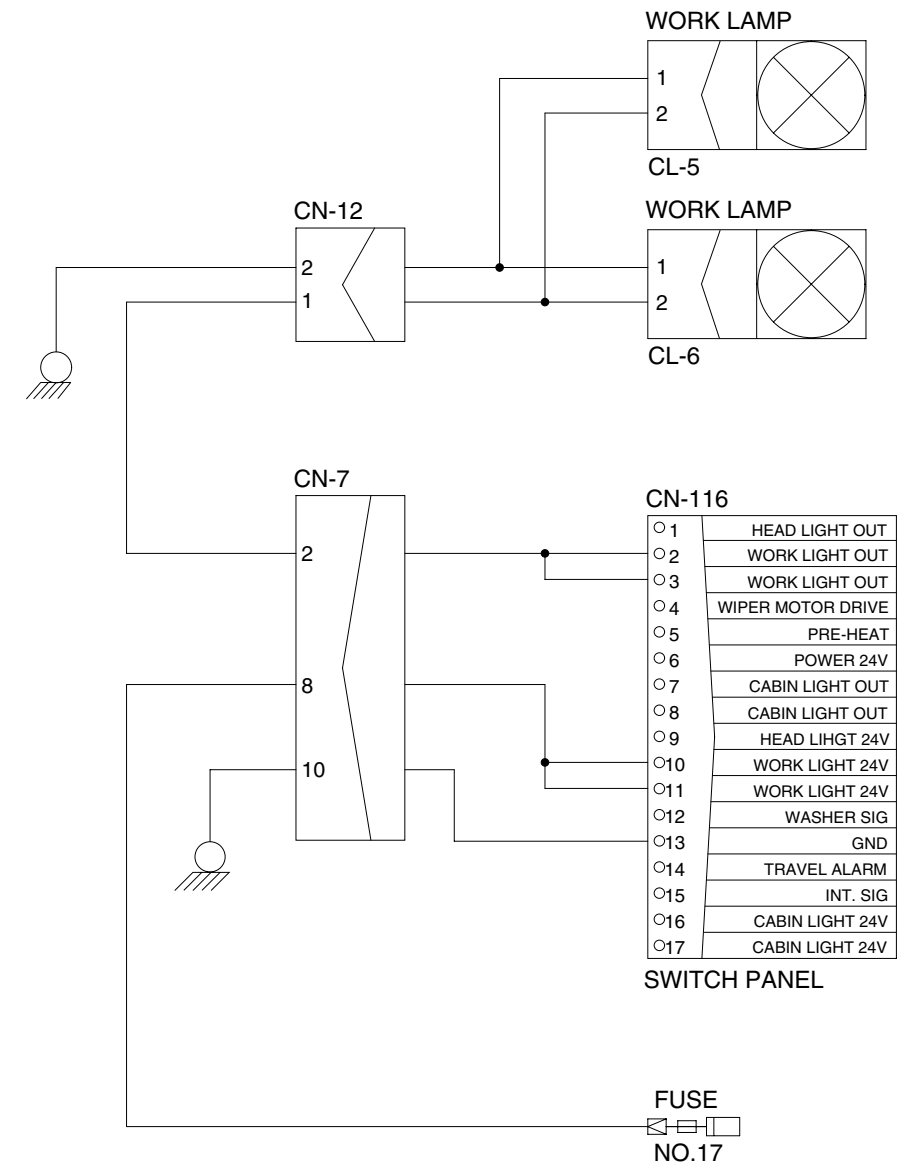 WORK LAMP
1
2
CL-5
CN-12
2
1
WORK LAMP
1
2
CL-6
CN-7
2
8
10
CN-116
1 HEAD LIGHT OUT
2 WORK LIGHT OUT
3 WORK LIGHT OUT
4 WIPER MOTOR DRIVE
5 PRE-HEAT
6 POWER 24V
7 CABIN LIGHT OUT
8 CABIN LIGHT OUT
9 HEAD LIHGT 24V
10 WORK LIGHT 24V
11 WORK LIGHT 24V
12 WASHER SIG
13 GND
14 TRAVEL ALARM
15 INT. SIG
16 CABIN LIGHT 24V
17 CABIN LIGHT 24V
SWITCH PANEL
FUSE
NO.17